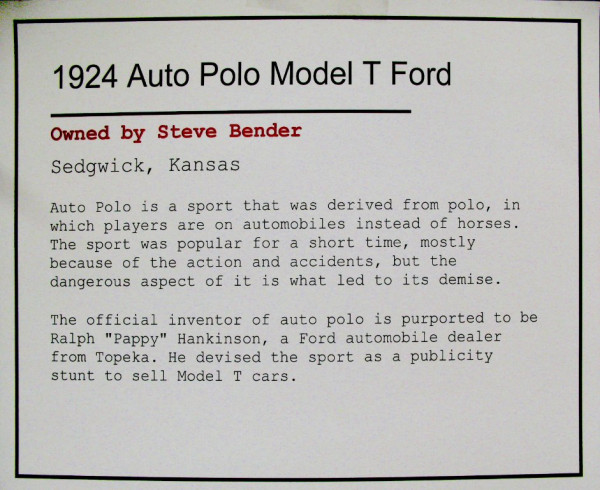 1924 Auto Polo Model T Ford
Owned by Steve Bender
Sedgwick, Kansas
Auto Polo is a sport that was derived from polo, in
which players are on automobiles instead of horses.
The sport was popular for a short time, mostly
because of the action and accidents, but the
dangerous aspect of it is what led to its demise.
The official inventor of auto polo is purported to be
Ralph "Pappy" Hankinson, a Ford automobile dealer
from Topeka. He devised the sport as a publicity
stunt to sell Model T cars.